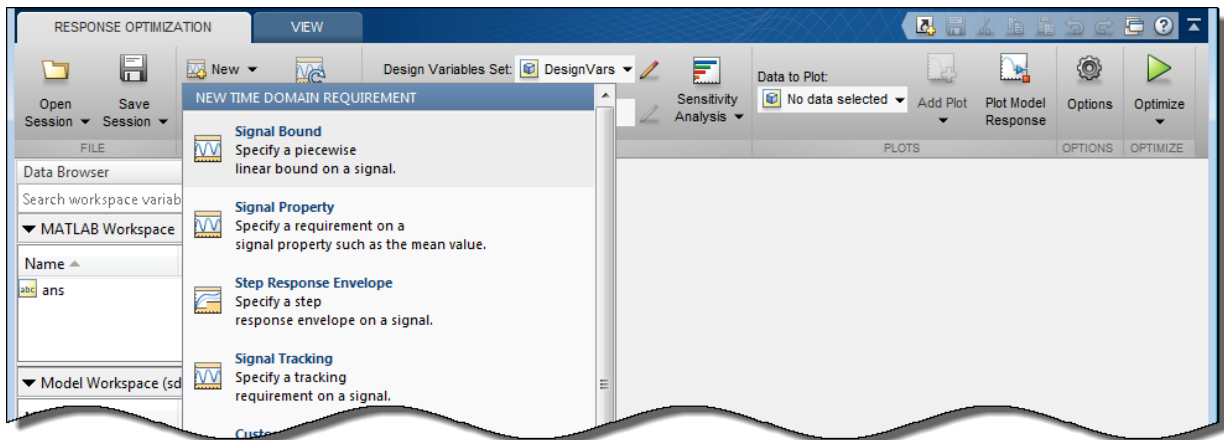 RESPONSE OPTIMIZATION
VIEW
New
Design Variables Set:
DesignVars
Data to Plot:
No data selected
Open
Session
Save
Session
Sensitivity
Analysis
Add Plot
Plot Model
Response
Options
Optimize
FILE
PLOTS
OPTIONS
OPTIMIZE
NEW TIME DOMAIN REQUIREMENT
Signal Bound
Specify a piecewise
linear bound on a signal.
Signal Property
Specify a requirement on a
signal property such as the mean value.
Step Response Envelope
Specify a step
response envelope on a signal.
Signal Tracking
Specify a tracking
requirement on a signal.
Data Browser
Search workspace variab
MATLAB Workspace
Name
abc ans
Model Workspace (sd